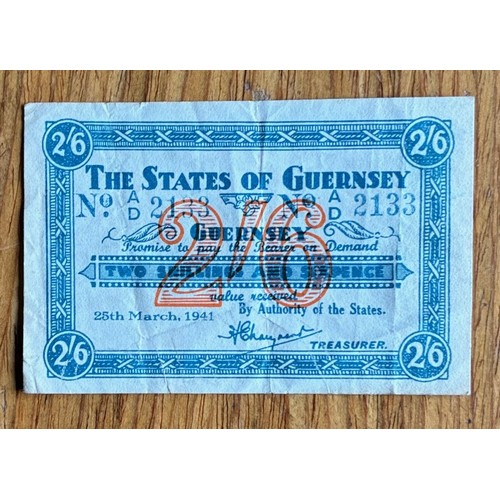 2/6 2/6
THE STATES OF GUERNSEY
No. A/D 2133 No A/D 2133
GUERNSEY
Promise to pay the Bearer on Demand
TWO SHILLINGS AND SIXPENCE
2/6
value received
25th March, 1941 By Authority of the States.
TREASURER.
2/6 2/6